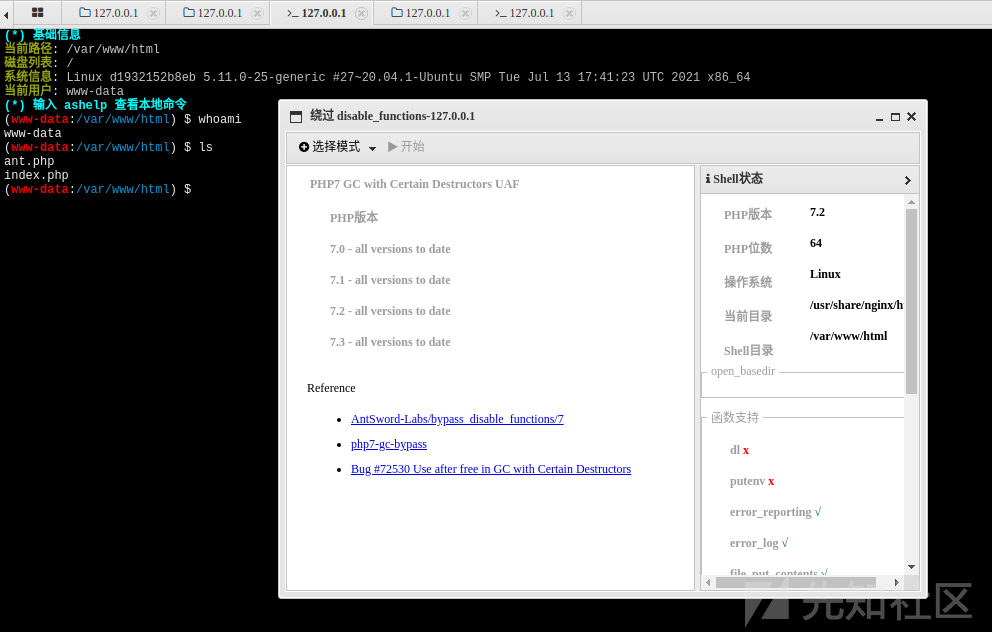 127.0.0.1
127.0.0.1
>_ 127.0.0.1
127.0.0.1
>_ 127.0.0.1
(*) 基础信息
当前路径: /var/www/html
磁盘列表: /
系统信息: Linux d1932152b8eb 5.11.0-25-generic #27~20.04.1-Ubuntu SMP Tue Jul 13 17:41:23 UTC 2021 x86_64
当前用户: www-data
(*) 输入 ashelp 查看本地命令
(www-data:/var/www/html) $ whoami
www-data
(www-data:/var/www/html) $ ls
ant.php
index.php
(www-data:/var/www/html) $
绕过 disable_functions-127.0.0.1
选择模式
开始
PHP7 GC with Certain Destructors UAF
PHP版本
7.0 - all versions to date
7.1 - all versions to date
7.2 - all versions to date
7.3 - all versions to date
Reference
AntSword-Labs/bypass_disable_functions/7
php7-gc-bypass
Bug #72530 Use after free in GC with Certain Destructors
Shell状态
PHP版本 7.2
PHP位数 64
操作系统 Linux
当前目录 /usr/share/nginx/h
Shell目录 /var/www/html
open_basedir
函数支持
dl x
putenv x
error_reporting √
error_log √
file_put_contents √
先知社区